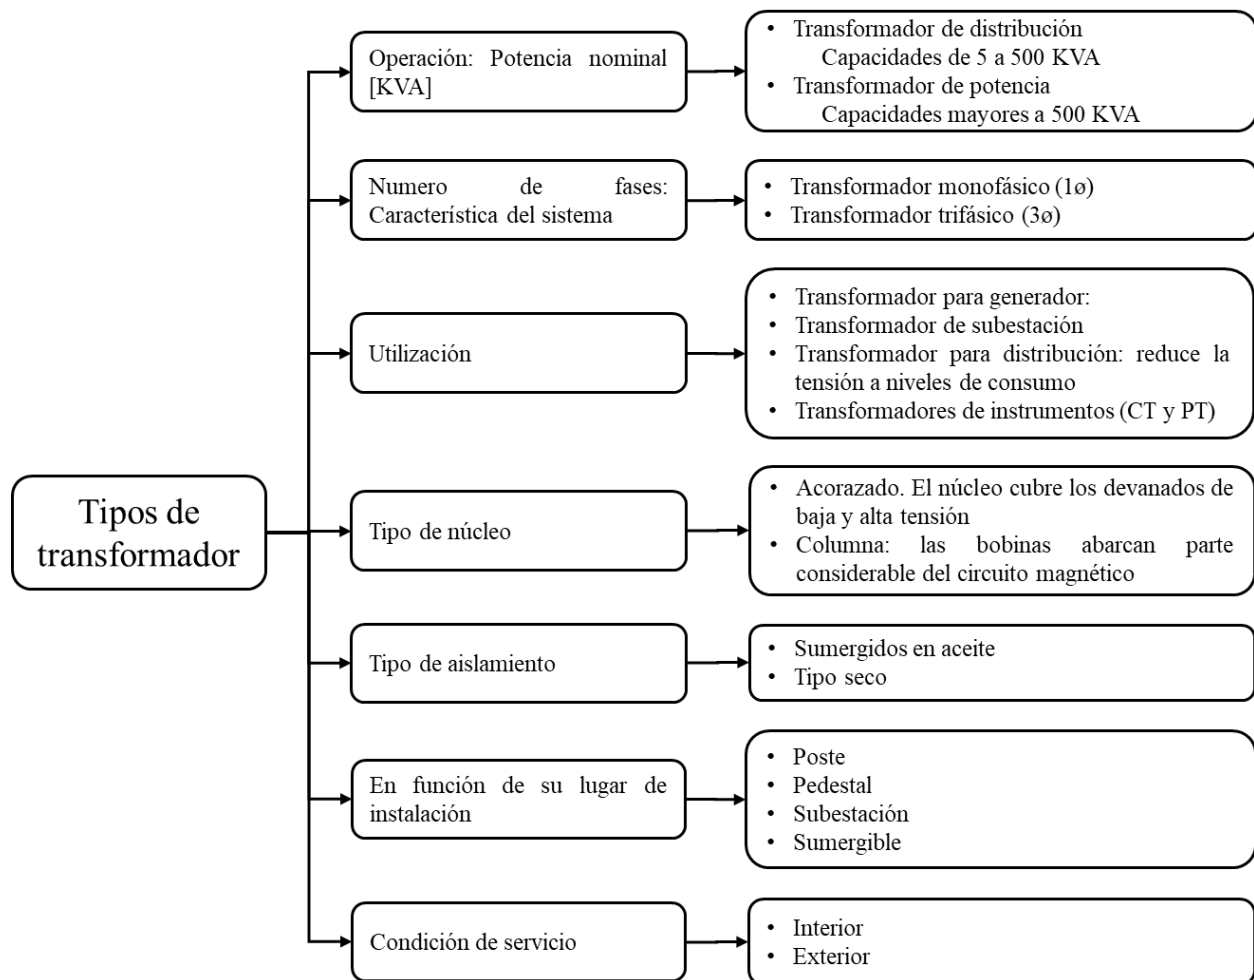 Tipos de
transformador
Operación: Potencia nominal
[KVA]
• Transformador de distribución
Capacidades de 5 a 500 KVA
• Transformador de potencia
Capacidades mayores a 500 KVA
Numero de fases:
Característica del sistema
• Transformador monofásico (1ø)
• Transformador trifásico (3ø)
Utilización
• Transformador para generador:
• Transformador de subestación
• Transformador para distribución: reduce la
tensión a niveles de consumo
• Transformadores de instrumentos (CT y PT)
Tipo de núcleo
• Acorazado. El núcleo cubre los devanados de
baja y alta tensión
• Columna: las bobinas abarcan parte
considerable del circuito magnético
Tipo de aislamiento
• Sumergidos en aceite
• Tipo seco
En función de su lugar de
instalación
• Poste
• Pedestal
• Subestación
• Sumergible
Condición de servicio
• Interior
• Exterior